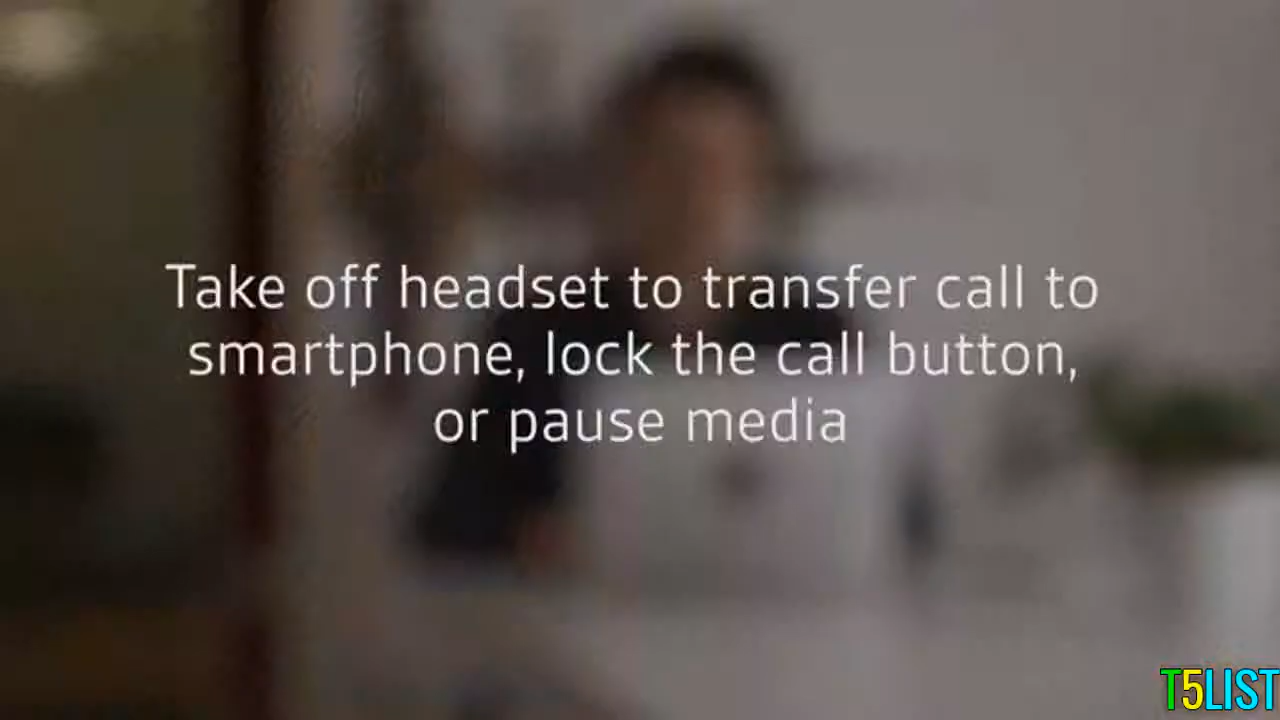 Take off headset to transfer call to
smartphone, lock the call button,
or pause media
T5LIST